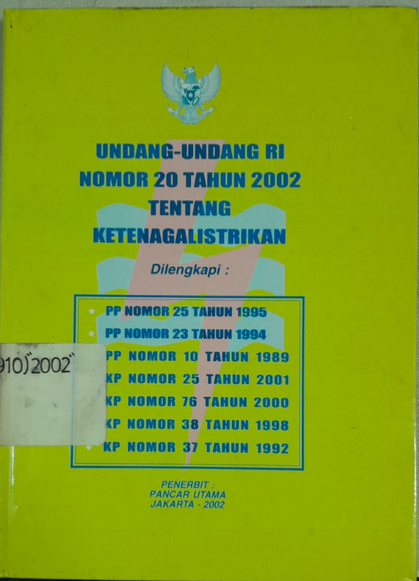 UNDANG-UNDANG RI
NOMOR 20 TAHUN 2002
TENTANG
KETENAGALISTRIKAN
Dilengkapi :
PP NOMOR 25 TAHUN 1995
PP NOMOR 23 TAHUN 1994
PP NOMOR 10 TAHUN 1989
910)"2002"
KP NOMOR 25 TAHUN 2001
KP NOMOR 76 TAHUN 2000
KP NOMOR 38 TAHUN 1998
KP NOMOR 37 TAHUN 1992
PENERBIT :
PANCAR UTAMA
JAKARTA - 2002